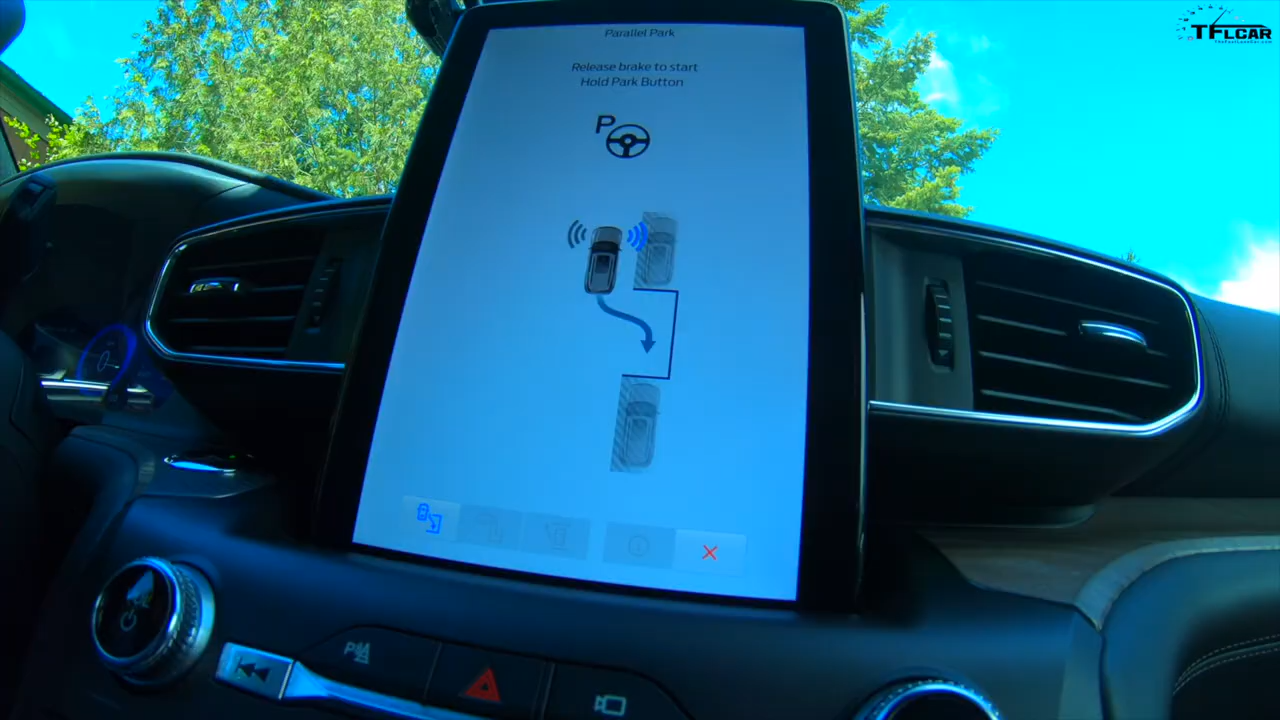 TFLCAR
Parallel Park
Release brake to start
Hold Park Button
P
P